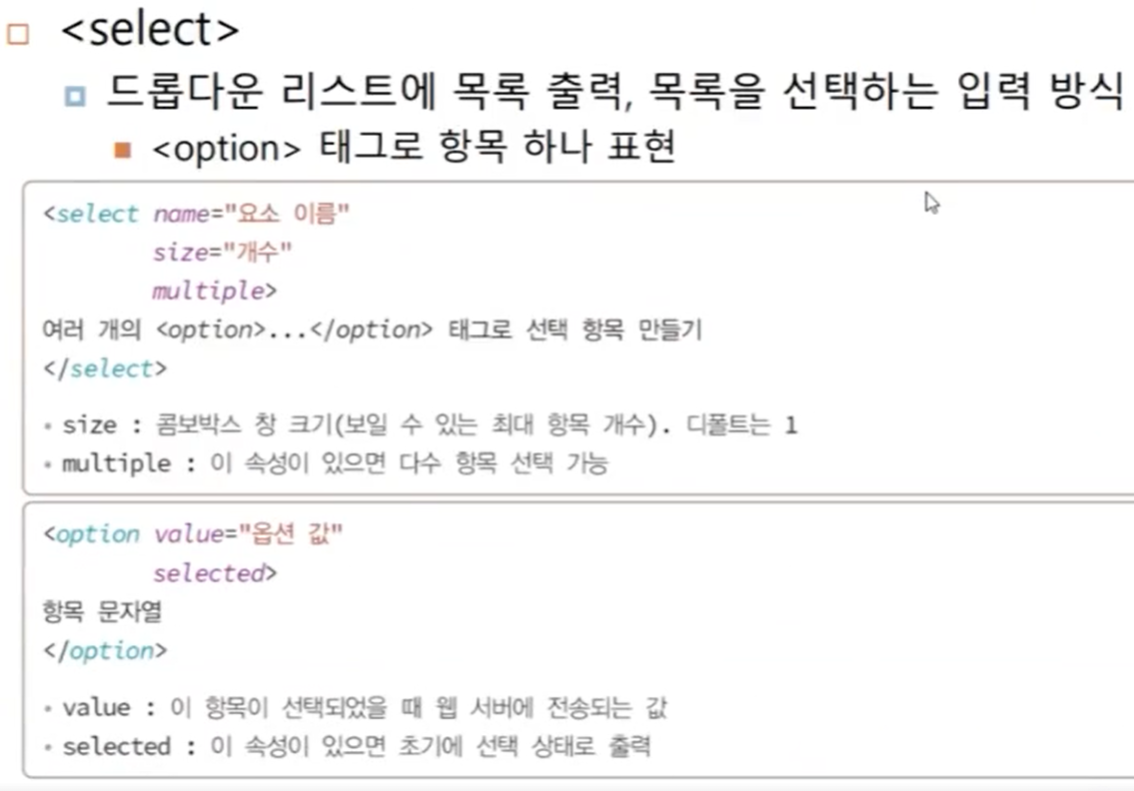 <select>
드롭다운 리스트에 목록 출력, 목록을 선택하는 입력 방식
<option> 태그로 항목 하나 표현
<select name="요소 이름"
size="개수"
multiple>
여러 개의 <option>...</option> 태그로 선택 항목 만들기
</select>
• size : 콤보박스 창 크기(보일 수 있는 최대 항목 개수). 디폴트는 1
• multiple : 이 속성이 있으면 다수 항목 선택 가능
<option value="옵션 값"
selected>
항목 문자열
</option>
• value : 이 항목이 선택되었을 때 웹 서버에 전송되는 값
• selected : 이 속성이 있으면 초기에 선택 상태로 출력